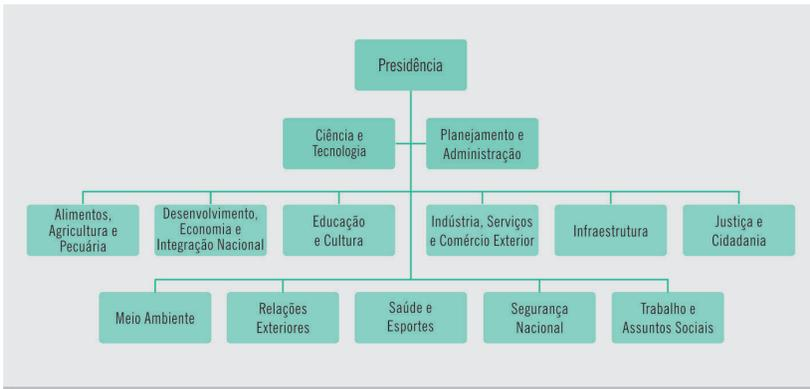 Presidência
Ciência e
Tecnologia
Planejamento e
Administração
Alimentos,
Agricultura e
Pecuária
Desenvolvimento,
Economia e
Integração Nacional
Educação
e Cultura
Indústria, Serviços
e Comércio Exterior
Infraestrutura
Justiça e
Cidadania
Meio Ambiente
Relações
Exteriores
Saúde e
Esportes
Segurança
Nacional
Trabalho e
Assuntos Sociais